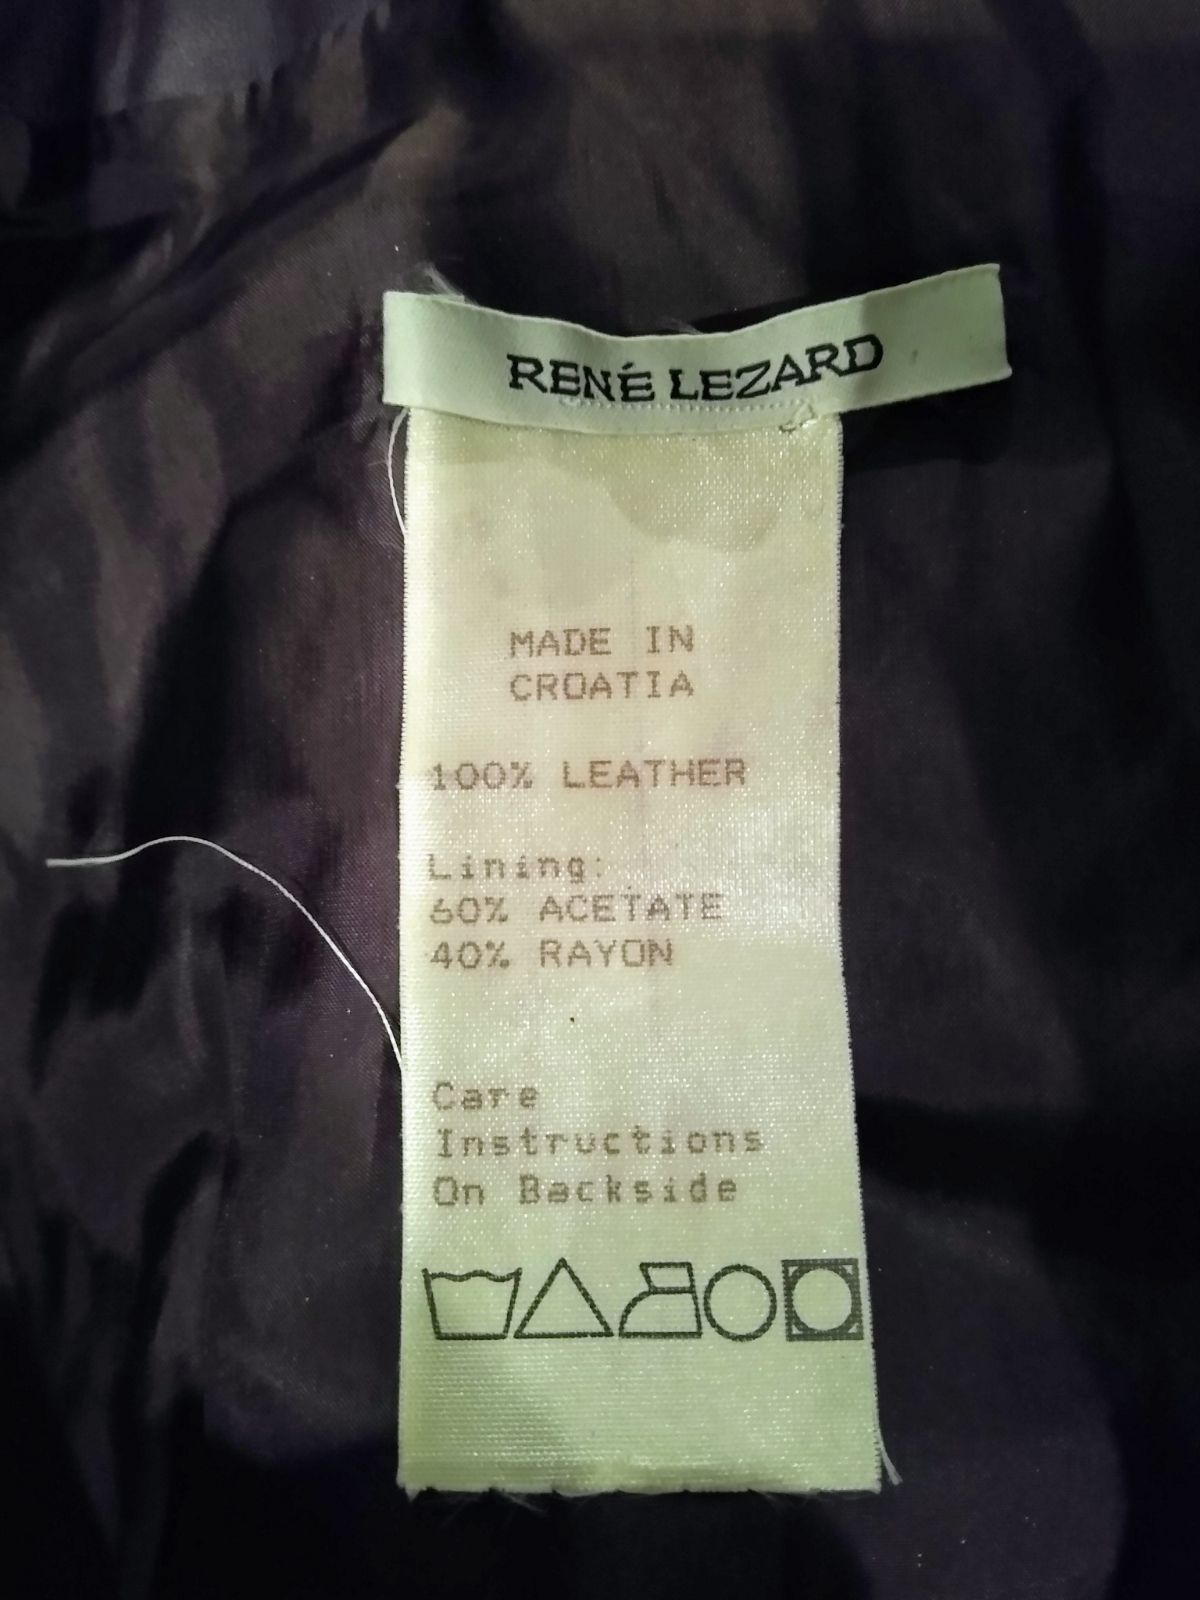 RENÉ LEZARD
MADE IN
CROATIA
100% LEATHER
Lining:
60% ACETATE
40% RAYON
Care
Instructions
On Backside